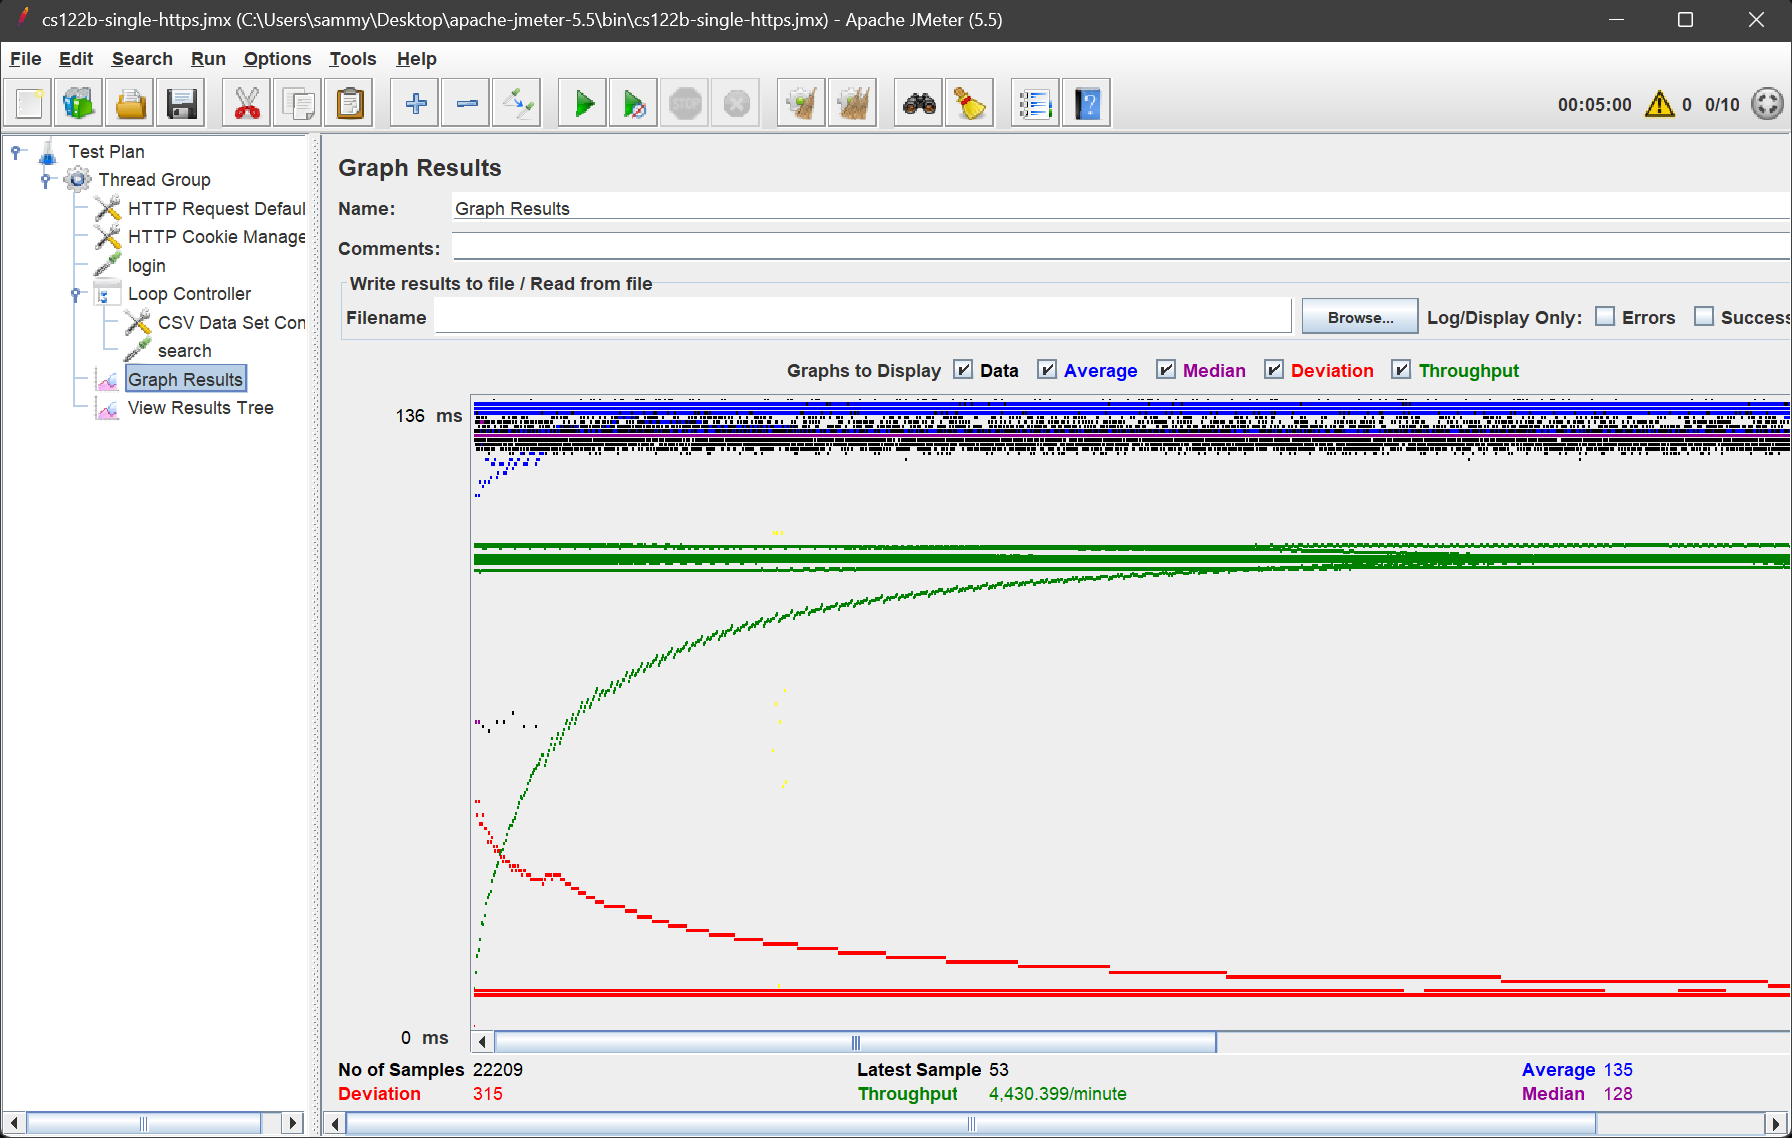 cs122b-single-https.jmx (C:\Users\sammy\Desktop\apache-jmeter-5.5\bin\cs122b-single-https.jmx) - Apache JMeter (5.5)
File Edit Search Run Options Tools Help
STOP
00:05:00 0 0/10
Test Plan
Thread Group
HTTP Request Defaul
HTTP Cookie Manage
login
Loop Controller
CSV Data Set Con
search
Graph Results
View Results Tree
Graph Results
Name: Graph Results
Comments:
Write results to file / Read from file
Filename Browse... Log/Display Only: Errors Success
Graphs to Display Data Average Median Deviation Throughput
136 ms
0 ms
No of Samples 22209 Latest Sample 53 Average 135
Deviation 315 Throughput 4,430.399/minute Median 128